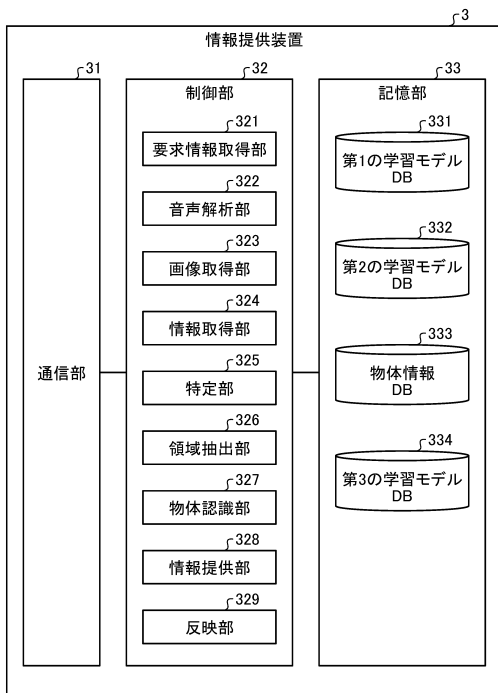 3
情報提供装置
31
通信部
32
制御部
321
要求情報取得部
322
音声解析部
323
画像取得部
324
情報取得部
325
特定部
326
領域抽出部
327
物体認識部
328
情報提供部
329
反映部
33
記憶部
331
第1の学習モデル
DB
332
第2の学習モデル
DB
333
物体情報
DB
334
第3の学習モデル
DB